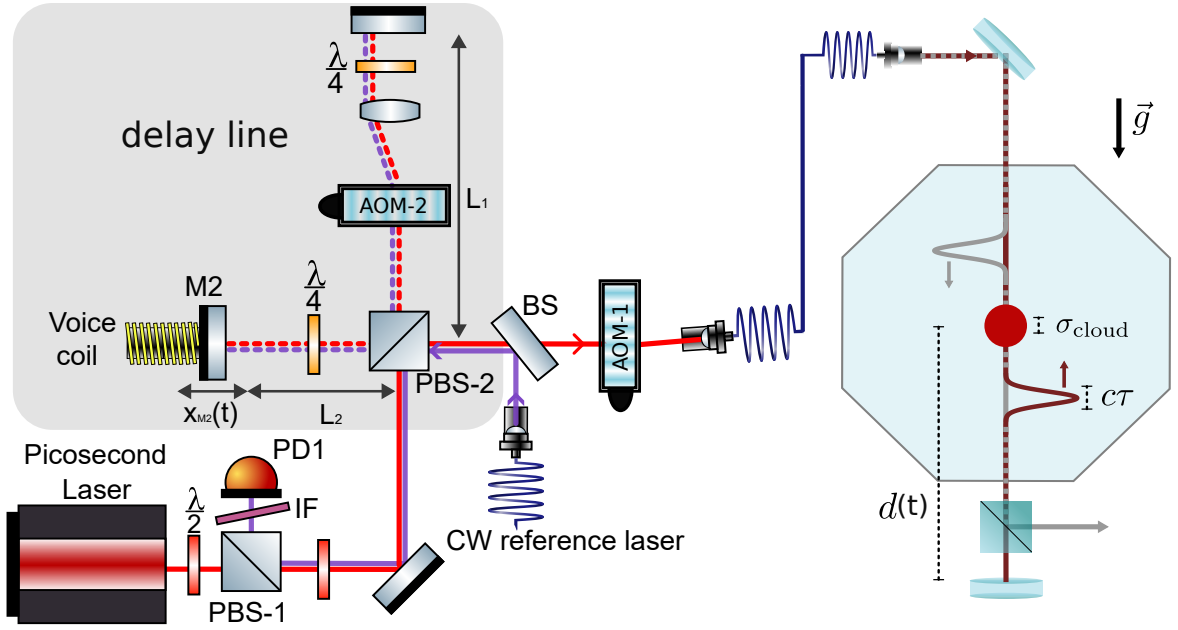 λ
4
delay line
AOM-2
L₁
g⃗
M2
λ
4
BS
Voice
coil
AOM-1
σcloud
PBS-2
x_M2(t)
L₂
cτ
Picosecond
Laser
PD1
λ
2
IF
d(t)
CW reference laser
PBS-1